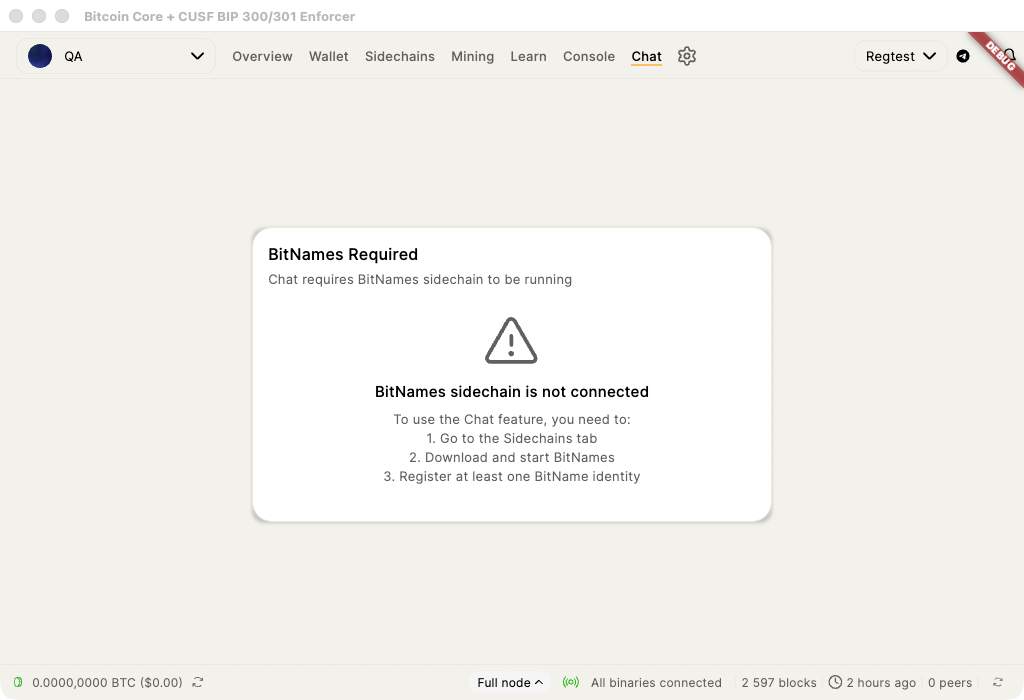 Bitcoin Core + CUSF BIP 300/301 Enforcer
QA
Overview Wallet Sidechains Mining Learn Console Chat
Regtest
DEBUG
BitNames Required
Chat requires BitNames sidechain to be running
BitNames sidechain is not connected
To use the Chat feature, you need to:
1. Go to the Sidechains tab
2. Download and start BitNames
3. Register at least one BitName identity
0.0000,0000 BTC ($0.00)
Full node
All binaries connected
2 597 blocks
2 hours ago
0 peers